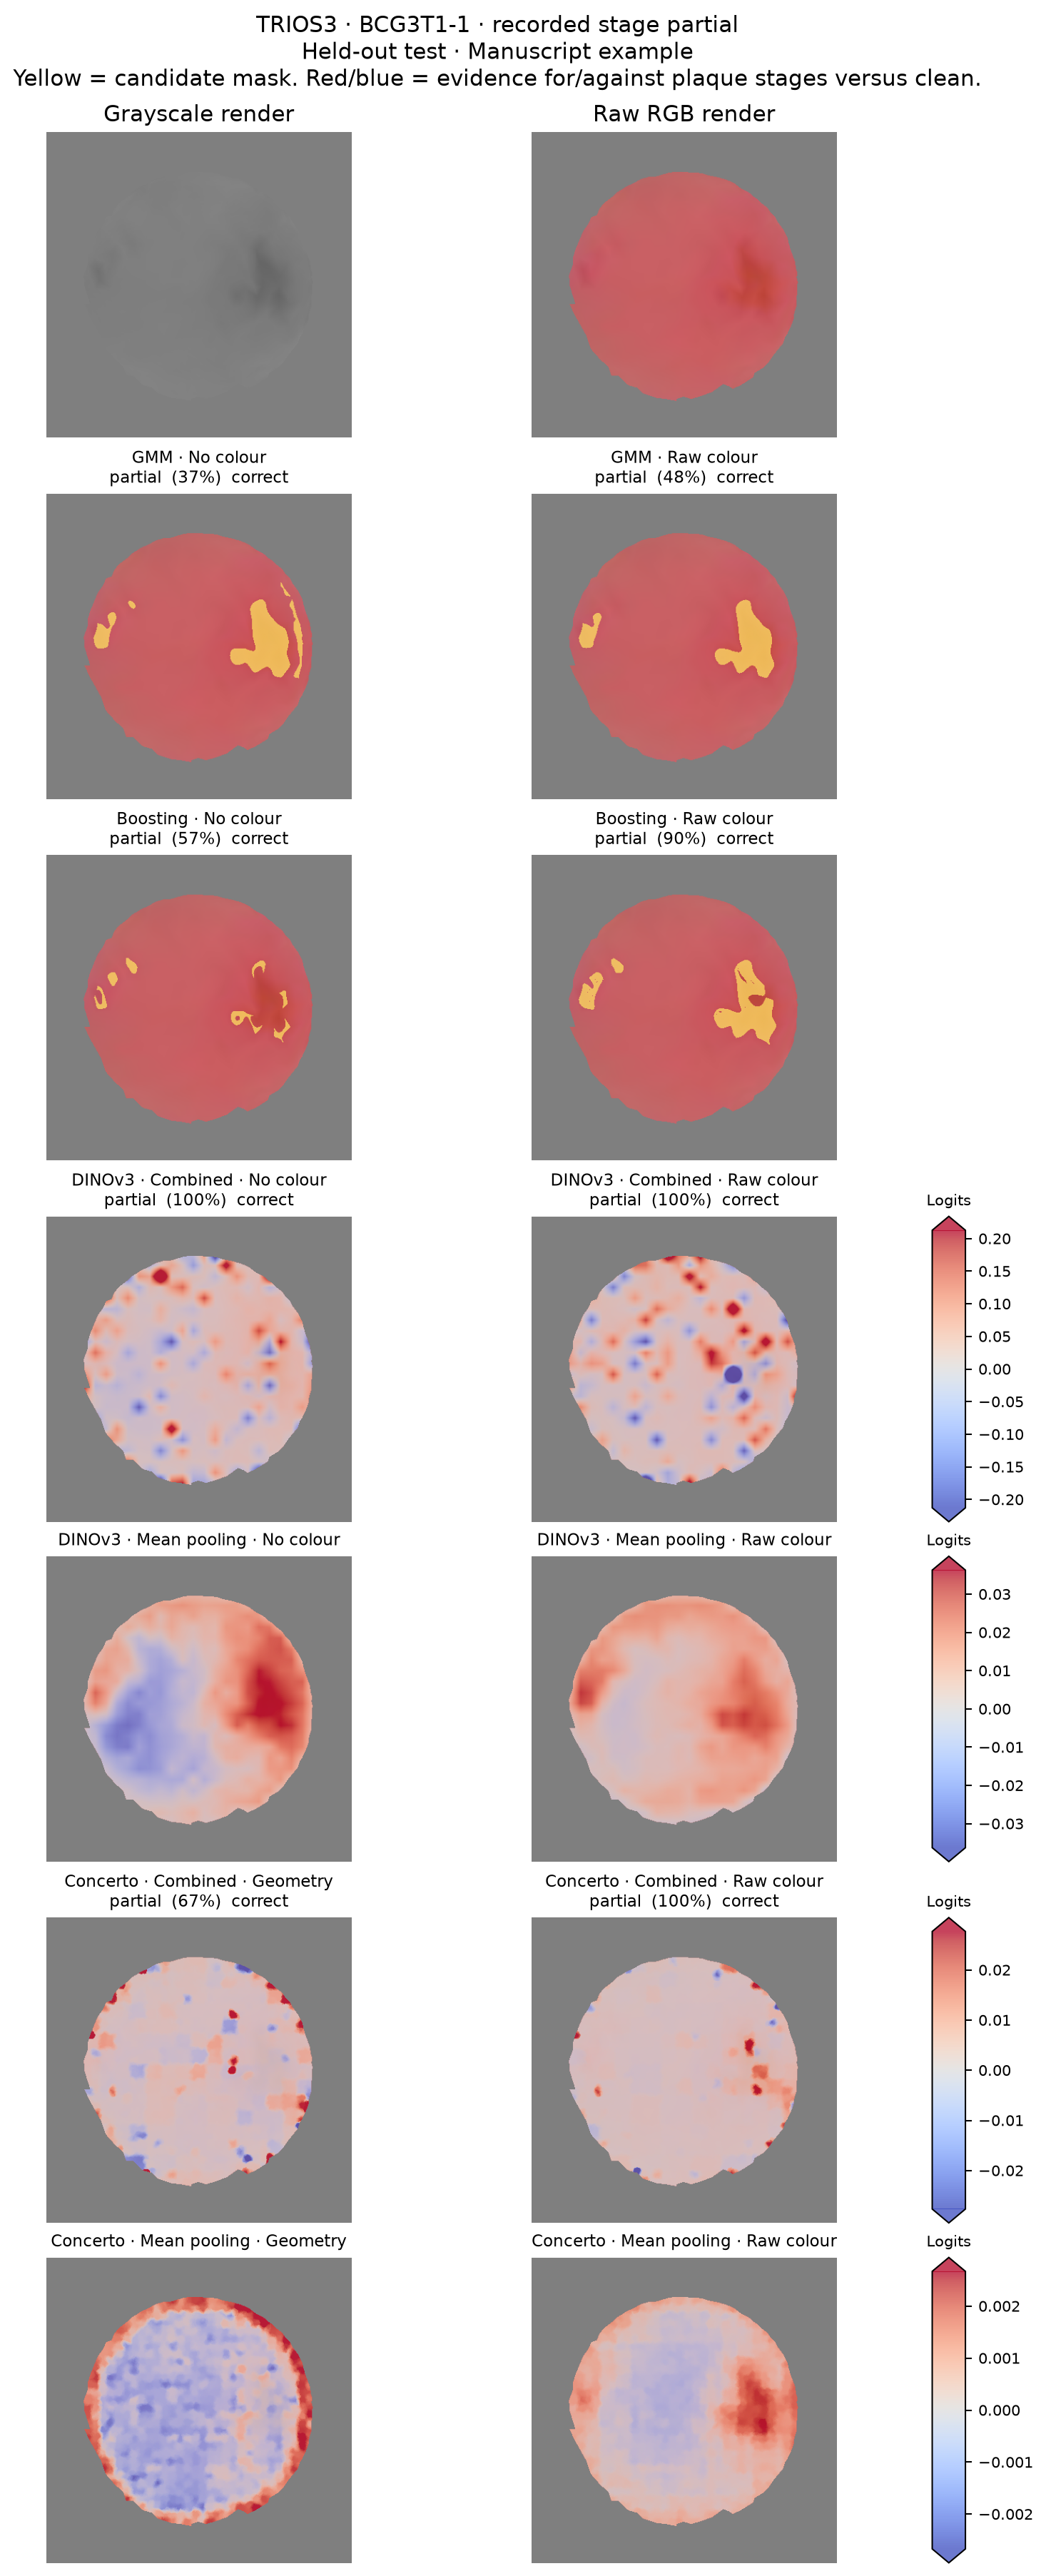 TRIOS3 · BCG3T1-1 · recorded stage partial
Held-out test · Manuscript example
Yellow = candidate mask. Red/blue = evidence for/against plaque stages versus clean.
Grayscale render
Raw RGB render
GMM · No colour
partial (37%) correct
GMM · Raw colour
partial (48%) correct
Boosting · No colour
partial (57%) correct
Boosting · Raw colour
partial (90%) correct
DINOv3 · Combined · No colour
partial (100%) correct
DINOv3 · Combined · Raw colour
partial (100%) correct
Logits
0.20
0.15
0.10
0.05
0.00
−0.05
−0.10
−0.15
−0.20
DINOv3 · Mean pooling · No colour
DINOv3 · Mean pooling · Raw colour
Logits
0.03
0.02
0.01
0.00
−0.01
−0.02
−0.03
Concerto · Combined · Geometry
partial (67%) correct
Concerto · Combined · Raw colour
partial (100%) correct
Logits
0.02
0.01
0.00
−0.01
−0.02
Concerto · Mean pooling · Geometry
Concerto · Mean pooling · Raw colour
Logits
0.002
0.001
0.000
−0.001
−0.002